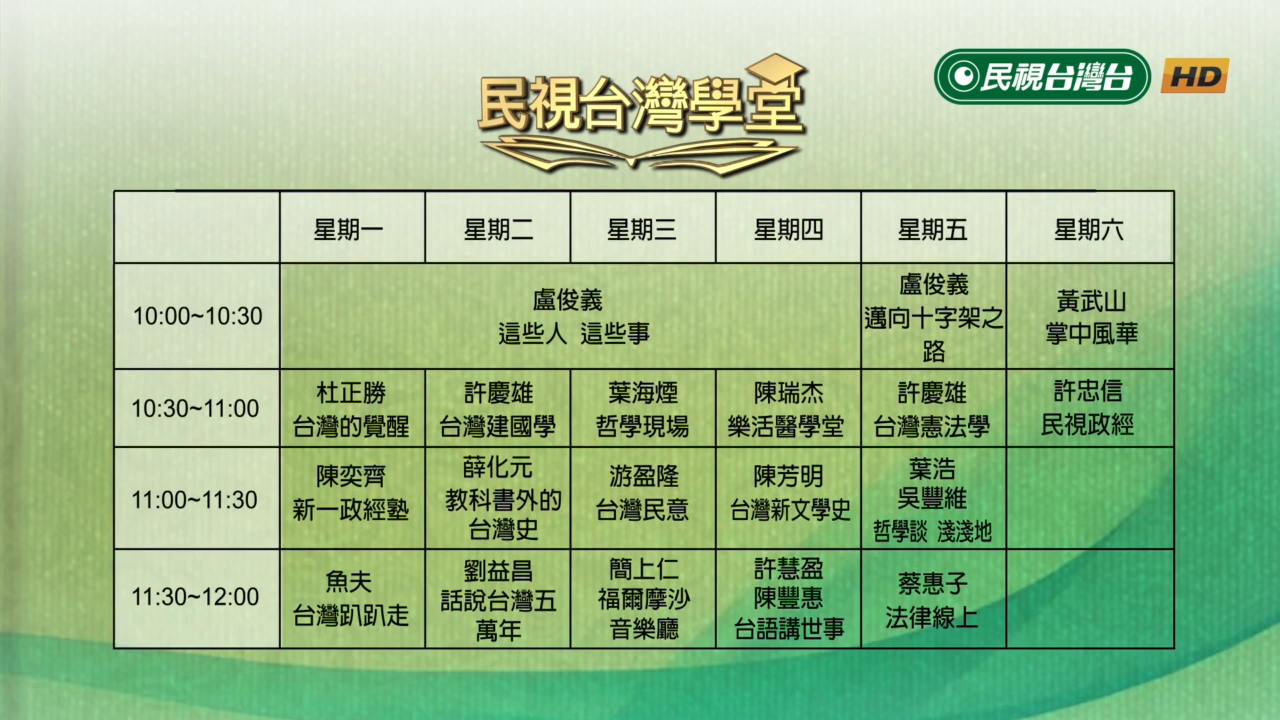 民視台灣學堂
民視台灣台 HD
星期一 星期二 星期三 星期四 星期五 星期六
10:00~10:30
盧俊義
這些人 這些事
盧俊義
邁向十字架之
路
黃武山
掌中風華
10:30~11:00
杜正勝
台灣的覺醒
許慶雄
台灣建國學
葉海煙
哲學現場
陳瑞杰
樂活醫學堂
許慶雄
台灣憲法學
許忠信
民視政經
11:00~11:30
陳奕齊
新一政經塾
薛化元
教科書外的
台灣史
游盈隆
台灣民意
陳芳明
台灣新文學史
葉浩
吳豐維
哲學談 淺淺地
11:30~12:00
魚夫
台灣趴趴走
劉益昌
話說台灣五
萬年
簡上仁
福爾摩沙
音樂廳
許慧盈
陳豐惠
台語講世事
蔡惠子
法律線上